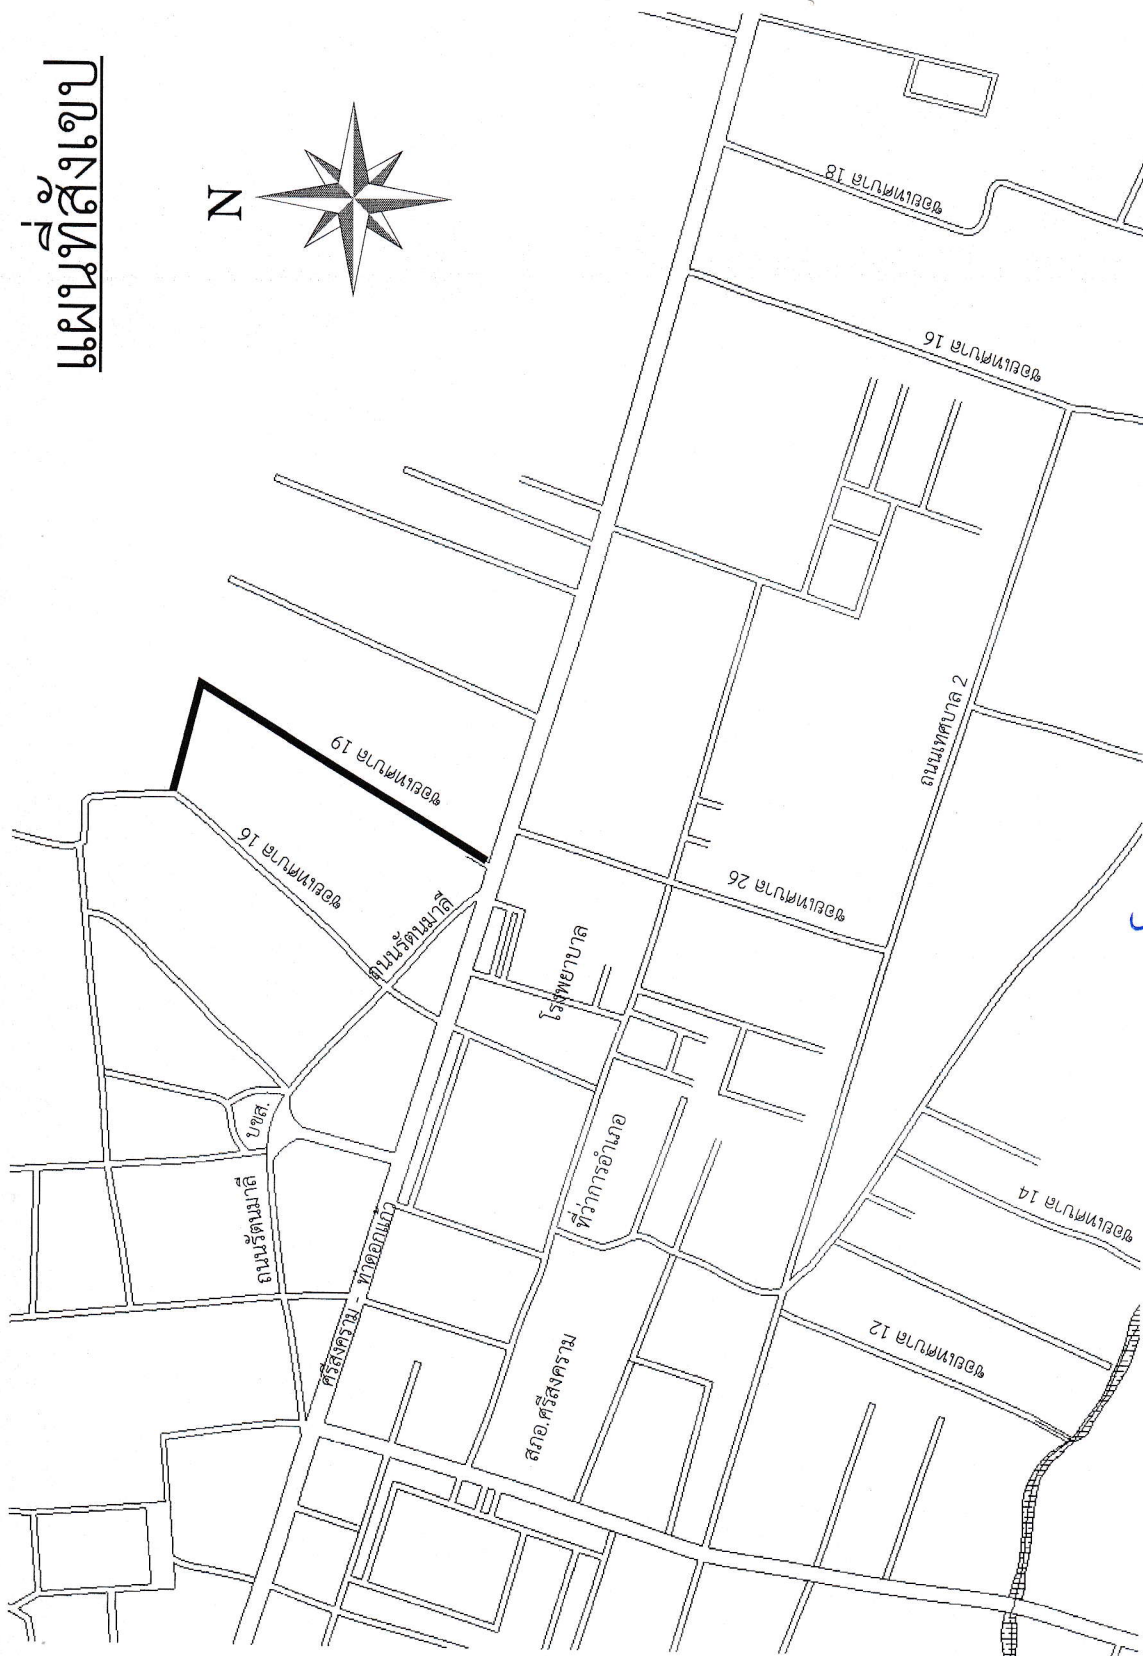 แผนที่สังเขป
N
ซอยเทศบาล 18
ซอยเทศบาล 16
ซอยเทศบาล 19
ถนนเทศบาล 2
ซอยเทศบาล 16
ถนนรัตนมาลี
ซอยเทศบาล 26
โรงพยาบาล
บขส.
ที่ว่าการอำเภอ
ถนนรัตนมาลี
ซอยเทศบาล 14
ศรีสงคราม - ท่าดอกแก้ว
ซอยเทศบาล 12
สภอ.ศรีสงคราม